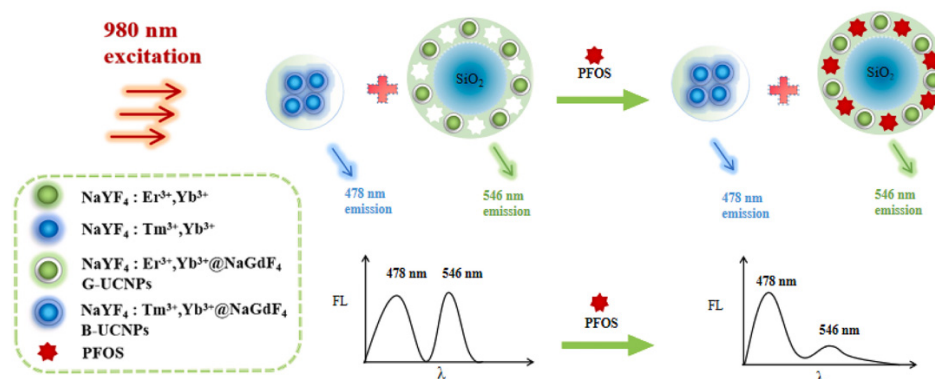 980 nm
excitation
SiO₂
PFOS
SiO₂
478 nm
emission
546 nm
emission
478 nm
emission
546 nm
emission
NaYF₄ : Er³⁺,Yb³⁺
NaYF₄ : Tm³⁺,Yb³⁺
NaYF₄ : Er³⁺,Yb³⁺@NaGdF₄
G-UCNPs
NaYF₄ : Tm³⁺,Yb³⁺@NaGdF₄
B-UCNPs
PFOS
FL
478 nm
546 nm
λ
PFOS
FL
478 nm
546 nm
λ